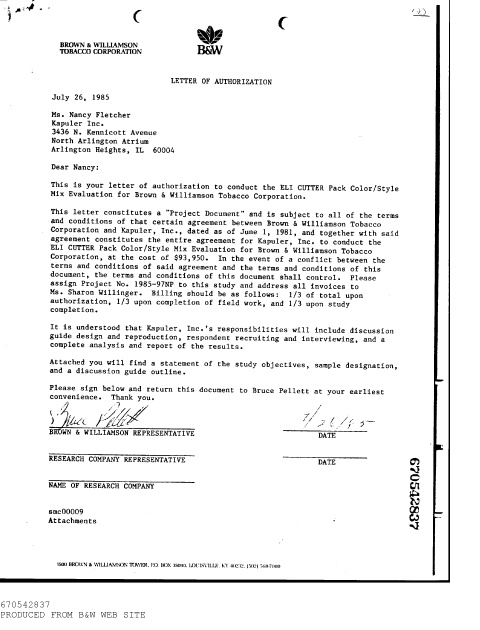 BROWN & WILLIAMSON
TOBACCO CORPORATION
B&W
LETTER OF AUTHORIZATION
July 26, 1985
Ms. Nancy Fletcher
Kapuler Inc.
3436 N. Kennicott Avenue
North Arlington Atrium
Arlington Heights, IL 60004
Dear Nancy:
This is your letter of authorization to conduct the ELI CUTTER Pack Color/Style
Mix Evaluation for Brown & Williamson Tobacco Corporation.
This letter constitutes a "Project Document" and is subject to all of the terms
and conditions of that certain agreement between Brown & Williamson Tobacco
Corporation and Kapuler, Inc., dated as of June 1, 1981, and together with said
agreement constitutes the entire agreement for Kapuler, Inc. to conduct the
ELI CUTTER Pack Color/Style Mix Evaluation for Brown & Williamson Tobacco
Corporation, at the cost of $93,950. In the event of a conflict between the
terms and conditions of said agreement and the terms and conditions of this
document, the terms and conditions of this document shall control. Please
assign Project No. 1985-97NP to this study and address all invoices to
Ms. Sharon Willinger. Billing should be as follows: 1/3 of total upon
authorization, 1/3 upon completion of field work, and 1/3 upon study
completion.
It is understood that Kapuler, Inc.'s responsibilities will include discussion
guide design and reproduction, respondent recruiting and interviewing, and a
complete analysis and report of the results.
Attached you will find a statement of the study objectives, sample designation,
and a discussion guide outline.
Please sign below and return this document to Bruce Pellett at your earliest
convenience. Thank you.
Bruce Pellett 7/26/85
BROWN & WILLIAMSON REPRESENTATIVE DATE
RESEARCH COMPANY REPRESENTATIVE DATE
NAME OF RESEARCH COMPANY
smc00009
Attachments
670542837
1500 BROWN & WILLIAMSON TOWER, P.O. BOX 35090, LOUISVILLE, KY 40232, (502)
670542837
PRODUCED FROM B&W WEB SITE